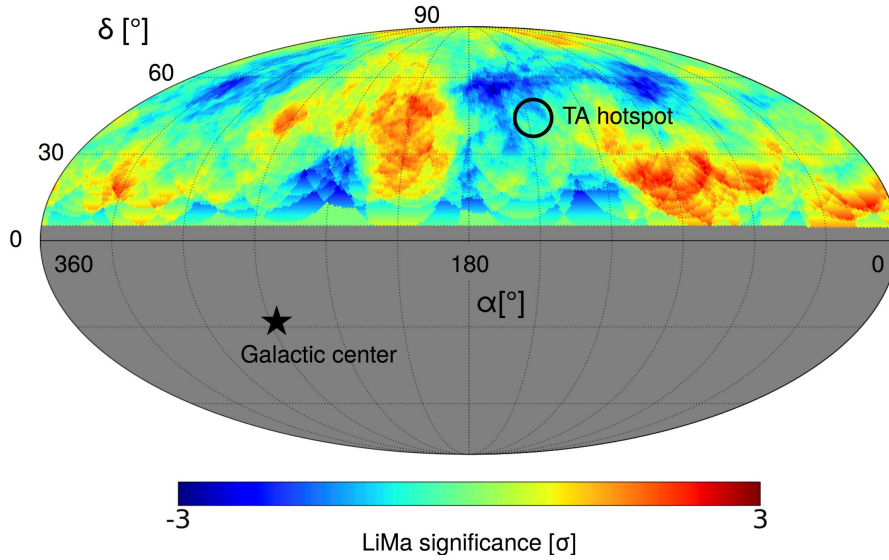 90
δ [°]
60
TA hotspot
30
0
360
180
0
α[°]
Galactic center
-3
3
LiMa significance [σ]